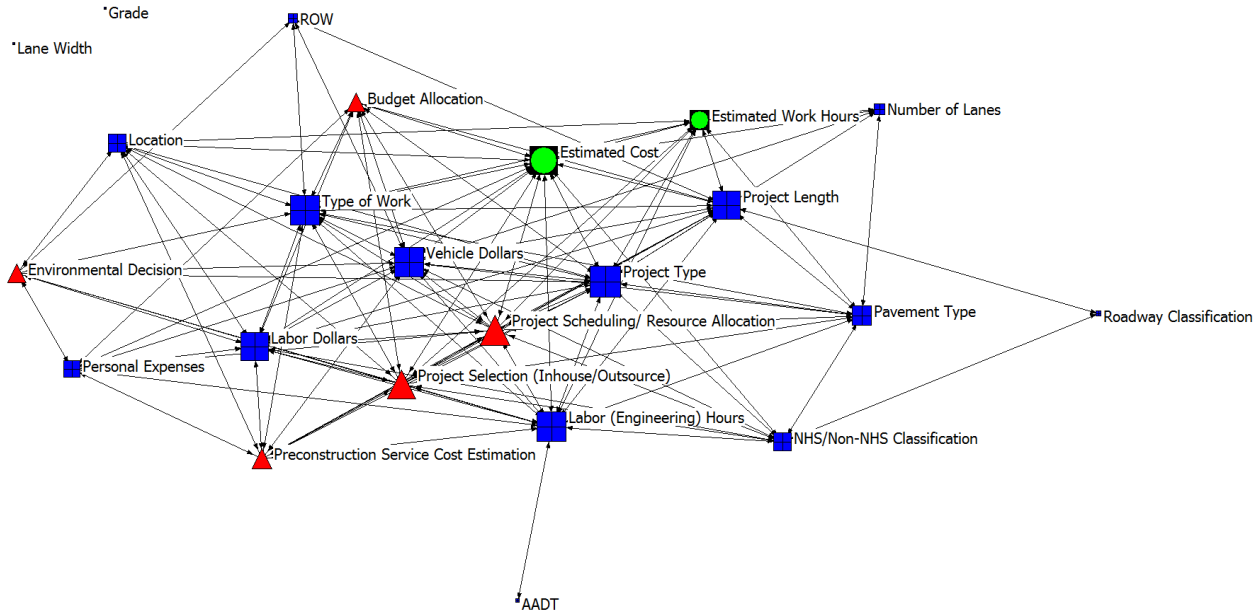 Grade
ROW
Lane Width
Budget Allocation
Number of Lanes
Estimated Work Hours
Location
Estimated Cost
Project Length
Type of Work
Vehicle Dollars
Environmental Decision
Project Type
Pavement Type
Roadway Classification
Project Scheduling/ Resource Allocation
Labor Dollars
Personal Expenses
Project Selection (Inhouse/Outsource)
Labor (Engineering) Hours
NHS/Non-NHS Classification
Preconstruction Service Cost Estimation
AADT